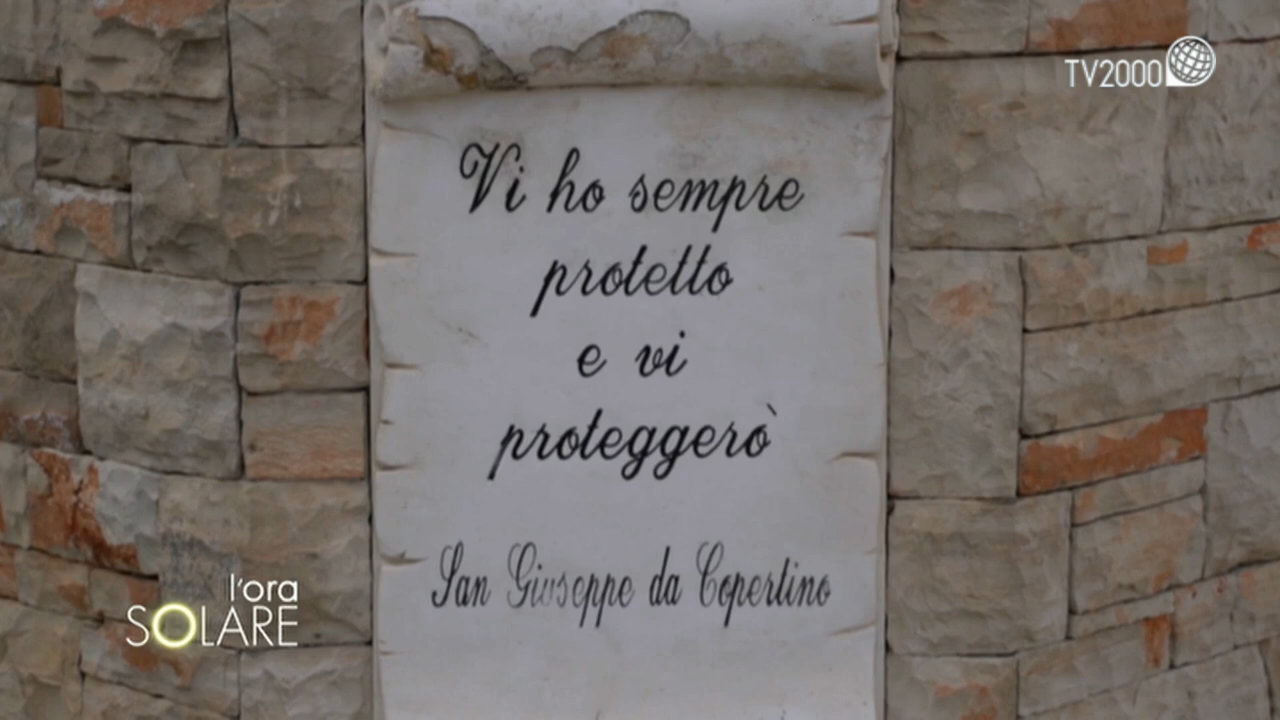 TV2000
Vi ho sempre
protetto
e vi
proteggerò
San Giuseppe da Copertino
l'ora
SOLARE